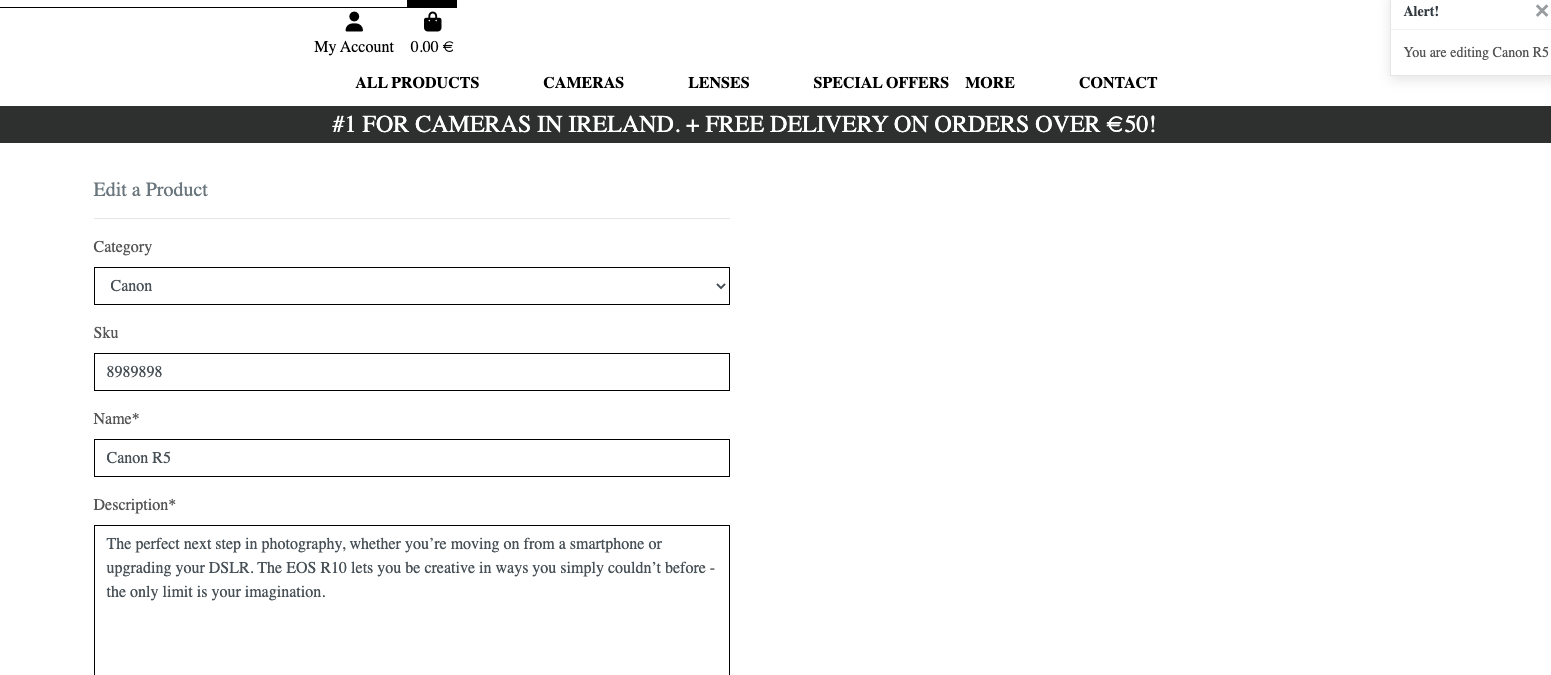 Alert!
My Account 0.00 €
You are editing Canon R5
ALL PRODUCTS CAMERAS LENSES SPECIAL OFFERS MORE CONTACT
#1 FOR CAMERAS IN IRELAND. + FREE DELIVERY ON ORDERS OVER €50!
Edit a Product
Category
Canon
Sku
8989898
Name*
Canon R5
Description*
The perfect next step in photography, whether you’re moving on from a smartphone or
upgrading your DSLR. The EOS R10 lets you be creative in ways you simply couldn’t before -
the only limit is your imagination.